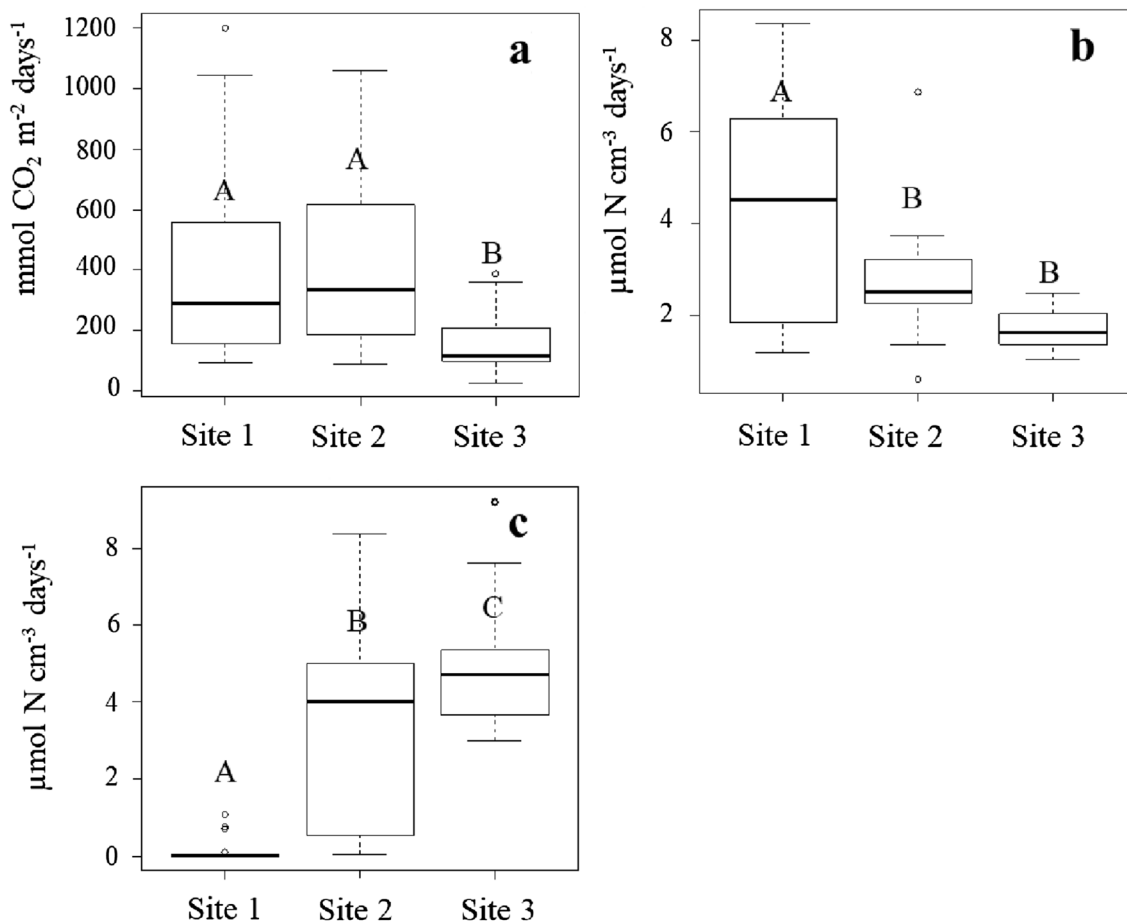 a
mmol CO₂ m⁻² days⁻¹
1200
1000
800
600
400
200
0
A
A
B
Site 1 Site 2 Site 3
b
µmol N cm⁻³ days⁻¹
8
6
4
2
A
B
B
Site 1 Site 2 Site 3
c
µmol N cm⁻³ days⁻¹
8
6
4
2
0
A
B
C
Site 1 Site 2 Site 3